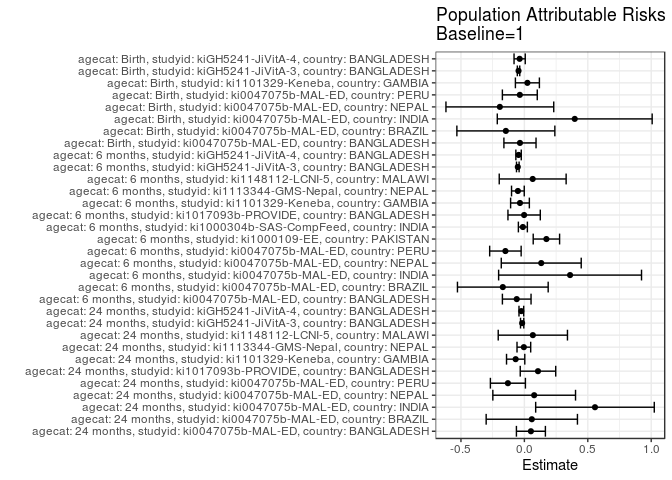 Population Attributable Risks
Baseline=1
agecat: Birth, studyid: kiGH5241-JiVitA-4, country: BANGLADESH
agecat: Birth, studyid: kiGH5241-JiVitA-3, country: BANGLADESH
agecat: Birth, studyid: ki1101329-Keneba, country: GAMBIA
agecat: Birth, studyid: ki0047075b-MAL-ED, country: PERU
agecat: Birth, studyid: ki0047075b-MAL-ED, country: NEPAL
agecat: Birth, studyid: ki0047075b-MAL-ED, country: INDIA
agecat: Birth, studyid: ki0047075b-MAL-ED, country: BRAZIL
agecat: Birth, studyid: ki0047075b-MAL-ED, country: BANGLADESH
agecat: 6 months, studyid: kiGH5241-JiVitA-4, country: BANGLADESH
agecat: 6 months, studyid: kiGH5241-JiVitA-3, country: BANGLADESH
agecat: 6 months, studyid: ki1148112-LCNI-5, country: MALAWI
agecat: 6 months, studyid: ki1113344-GMS-Nepal, country: NEPAL
agecat: 6 months, studyid: ki1101329-Keneba, country: GAMBIA
agecat: 6 months, studyid: ki1017093b-PROVIDE, country: BANGLADESH
agecat: 6 months, studyid: ki1000304b-SAS-CompFeed, country: INDIA
agecat: 6 months, studyid: ki1000109-EE, country: PAKISTAN
agecat: 6 months, studyid: ki0047075b-MAL-ED, country: PERU
agecat: 6 months, studyid: ki0047075b-MAL-ED, country: NEPAL
agecat: 6 months, studyid: ki0047075b-MAL-ED, country: INDIA
agecat: 6 months, studyid: ki0047075b-MAL-ED, country: BRAZIL
agecat: 6 months, studyid: ki0047075b-MAL-ED, country: BANGLADESH
agecat: 24 months, studyid: kiGH5241-JiVitA-4, country: BANGLADESH
agecat: 24 months, studyid: kiGH5241-JiVitA-3, country: BANGLADESH
agecat: 24 months, studyid: ki1148112-LCNI-5, country: MALAWI
agecat: 24 months, studyid: ki1113344-GMS-Nepal, country: NEPAL
agecat: 24 months, studyid: ki1101329-Keneba, country: GAMBIA
agecat: 24 months, studyid: ki1017093b-PROVIDE, country: BANGLADESH
agecat: 24 months, studyid: ki0047075b-MAL-ED, country: PERU
agecat: 24 months, studyid: ki0047075b-MAL-ED, country: NEPAL
agecat: 24 months, studyid: ki0047075b-MAL-ED, country: INDIA
agecat: 24 months, studyid: ki0047075b-MAL-ED, country: BRAZIL
agecat: 24 months, studyid: ki0047075b-MAL-ED, country: BANGLADESH
-0.5 0.0 0.5 1.0
Estimate